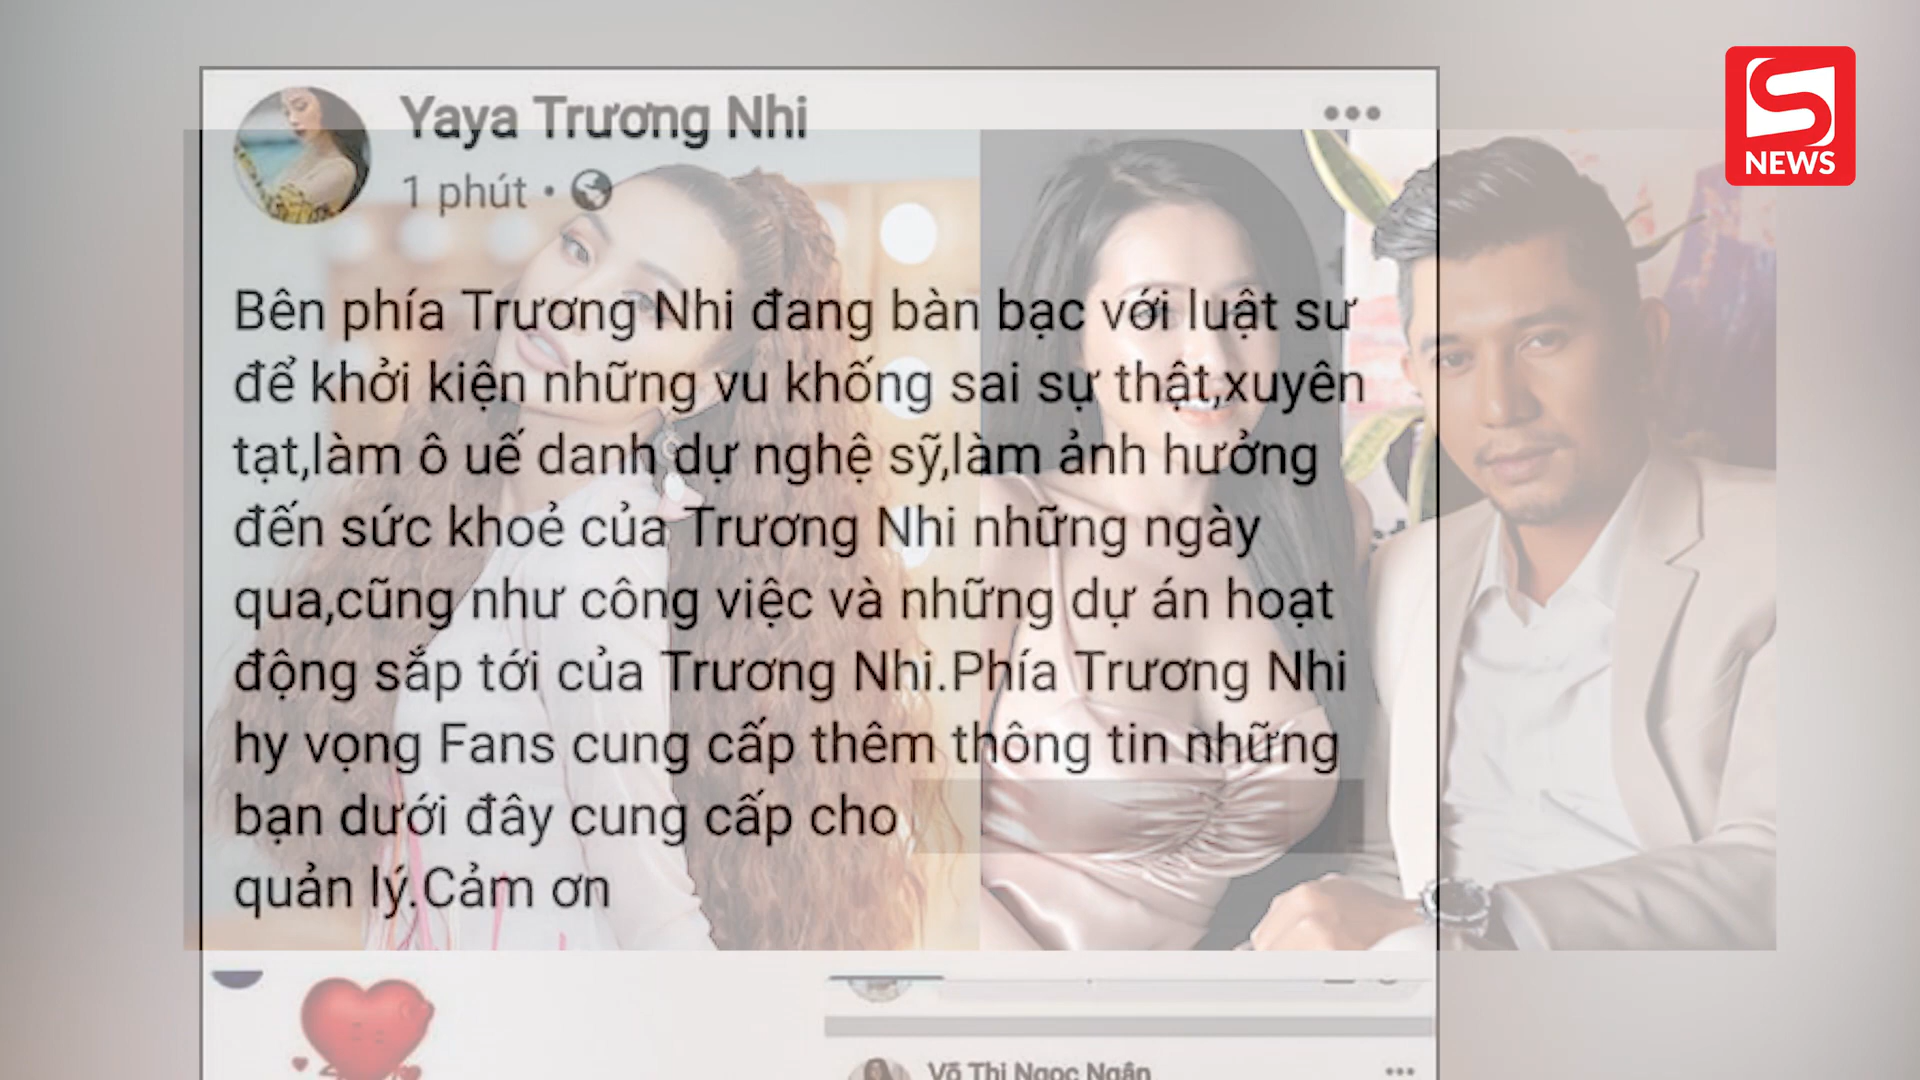 Yaya Trương Nhi
1 phút
Bên phía Trương Nhi đang bàn bạc với luật sư
để khởi kiện những vu khống sai sự thật,xuyên
tạt,làm ô uế danh dự nghệ sỹ,làm ảnh hưởng
đến sức khoẻ của Trương Nhi những ngày
qua,cũng như công việc và những dự án hoạt
động sắp tới của Trương Nhi.Phía Trương Nhi
hy vọng Fans cung cấp thêm thông tin những
bạn dưới đây cung cấp cho
quản lý.Cảm ơn
Võ Thị Ngọc Ngân
S
NEWS